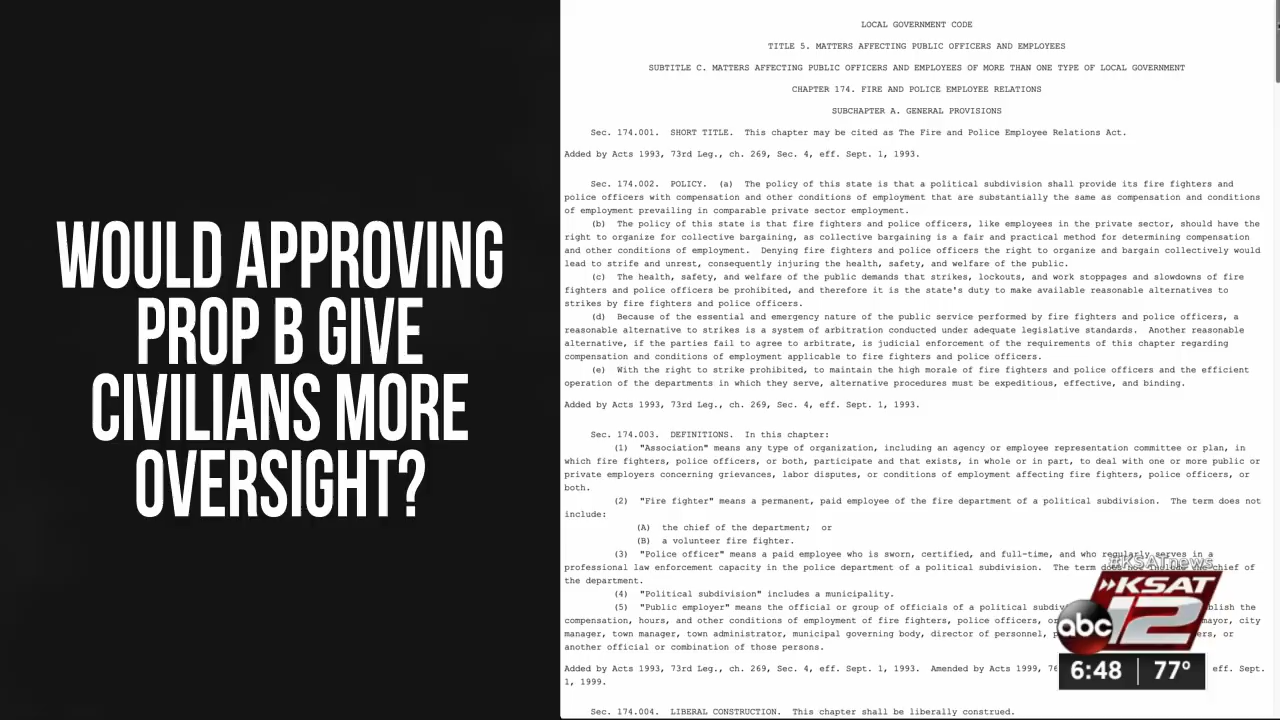 WOULD APPROVING
PROP B GIVE
CIVILIANS MORE
OVERSIGHT?
LOCAL GOVERNMENT CODE
TITLE 5. MATTERS AFFECTING PUBLIC OFFICERS AND EMPLOYEES
SUBTITLE C. MATTERS AFFECTING PUBLIC OFFICERS AND EMPLOYEES OF MORE THAN ONE TYPE OF LOCAL GOVERNMENT
CHAPTER 174. FIRE AND POLICE EMPLOYEE RELATIONS
SUBCHAPTER A. GENERAL PROVISIONS
Sec. 174.001. SHORT TITLE. This chapter may be cited as The Fire and Police Employee Relations Act.
Added by Acts 1993, 73rd Leg., ch. 269, Sec. 4, eff. Sept. 1, 1993.
Sec. 174.002. POLICY. (a) The policy of this state is that a political subdivision shall provide its fire fighters and
police officers with compensation and other conditions of employment that are substantially the same as compensation and conditions
of employment prevailing in comparable private sector employment.
(b) The policy of this state is that fire fighters and police officers, like employees in the private sector, should have the
right to organize for collective bargaining, as collective bargaining is a fair and practical method for determining compensation
and other conditions of employment. Denying fire fighters and police officers the right to organize and bargain collectively would
lead to strife and unrest, consequently injuring the health, safety, and welfare of the public.
(c) The health, safety, and welfare of the public demands that strikes, lockouts, and work stoppages and slowdowns of fire
fighters and police officers be prohibited, and therefore it is the state's duty to make available reasonable alternatives to
strikes by fire fighters and police officers.
(d) Because of the essential and emergency nature of the public service performed by fire fighters and police officers, a
reasonable alternative to strikes is a system of arbitration conducted under adequate legislative standards. Another reasonable
alternative, if the parties fail to agree to arbitrate, is judicial enforcement of the requirements of this chapter regarding
compensation and conditions of employment applicable to fire fighters and police officers.
(e) With the right to strike prohibited, to maintain the high morale of fire fighters and police officers and the efficient
operation of the departments in which they serve, alternative procedures must be expeditious, effective, and binding.
Added by Acts 1993, 73rd Leg., ch. 269, Sec. 4, eff. Sept. 1, 1993.
Sec. 174.003. DEFINITIONS. In this chapter:
(1) "Association" means any type of organization, including an agency or employee representation committee or plan, in
which fire fighters, police officers, or both, participate and that exists, in whole or in part, to deal with one or more public or
private employers concerning grievances, labor disputes, or conditions of employment affecting fire fighters, police officers, or
both.
(2) "Fire fighter" means a permanent, paid employee of the fire department of a political subdivision. The term does not
include:
(A) the chief of the department; or
(B) a volunteer fire fighter.
(3) "Police officer" means a paid employee who is sworn, certified, and full-time, and who regularly serves in a
professional law enforcement capacity in the police department of a political subdivision. The term does not include the chief of
the department.
(4) "Political subdivision" includes a municipality.
(5) "Public employer" means the official or group of officials of a political
compensation, hours, and other conditions of employment of fire fighters, police officers, mayor, city
manager, town manager, town administrator, municipal governing body, director of personnel, or
another official or combination of those persons.
Added by Acts 1993, 73rd Leg., ch. 269, Sec. 4, eff. Sept. 1, 1993. Amended by Acts 1999, eff. Sept.
1, 1999.
Sec. 174.004. LIBERAL CONSTRUCTION. This chapter shall be liberally construed.
#KSATnews
KSAT
abc 12
6:48 77°